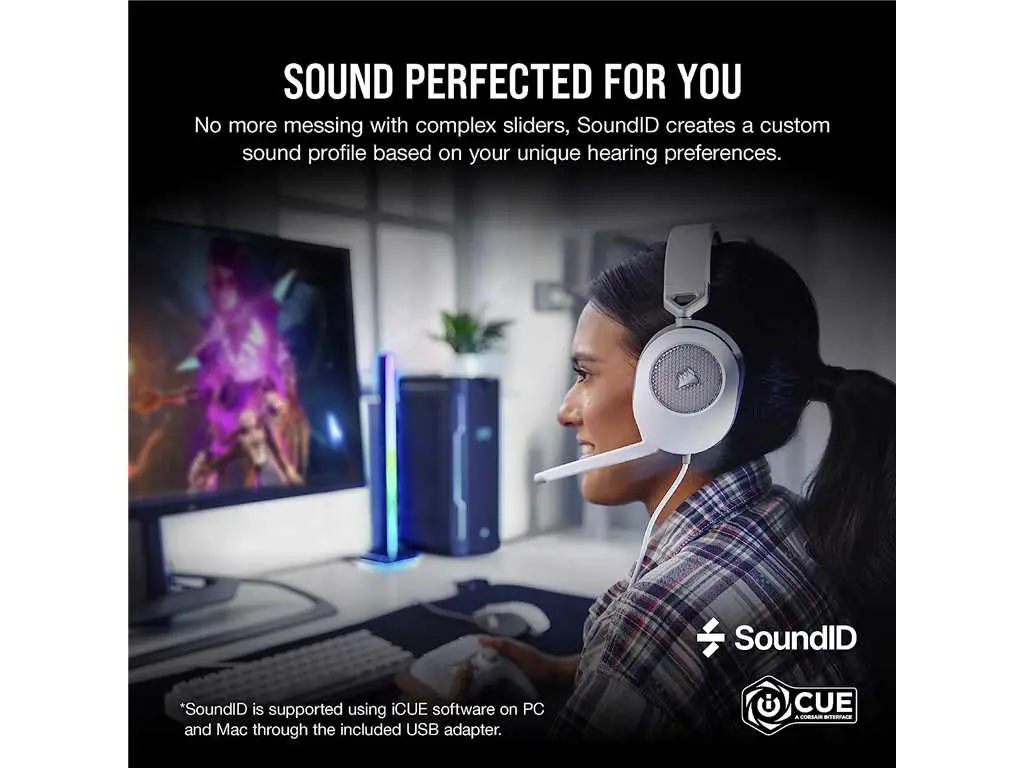 SOUND PERFECTED FOR YOU
No more messing with complex sliders, SoundID creates a custom
sound profile based on your unique hearing preferences.
SoundID
*SoundID is supported using iCUE software on PC
and Mac through the included USB adapter.
iCUE
A CORSAIR INTERFACE